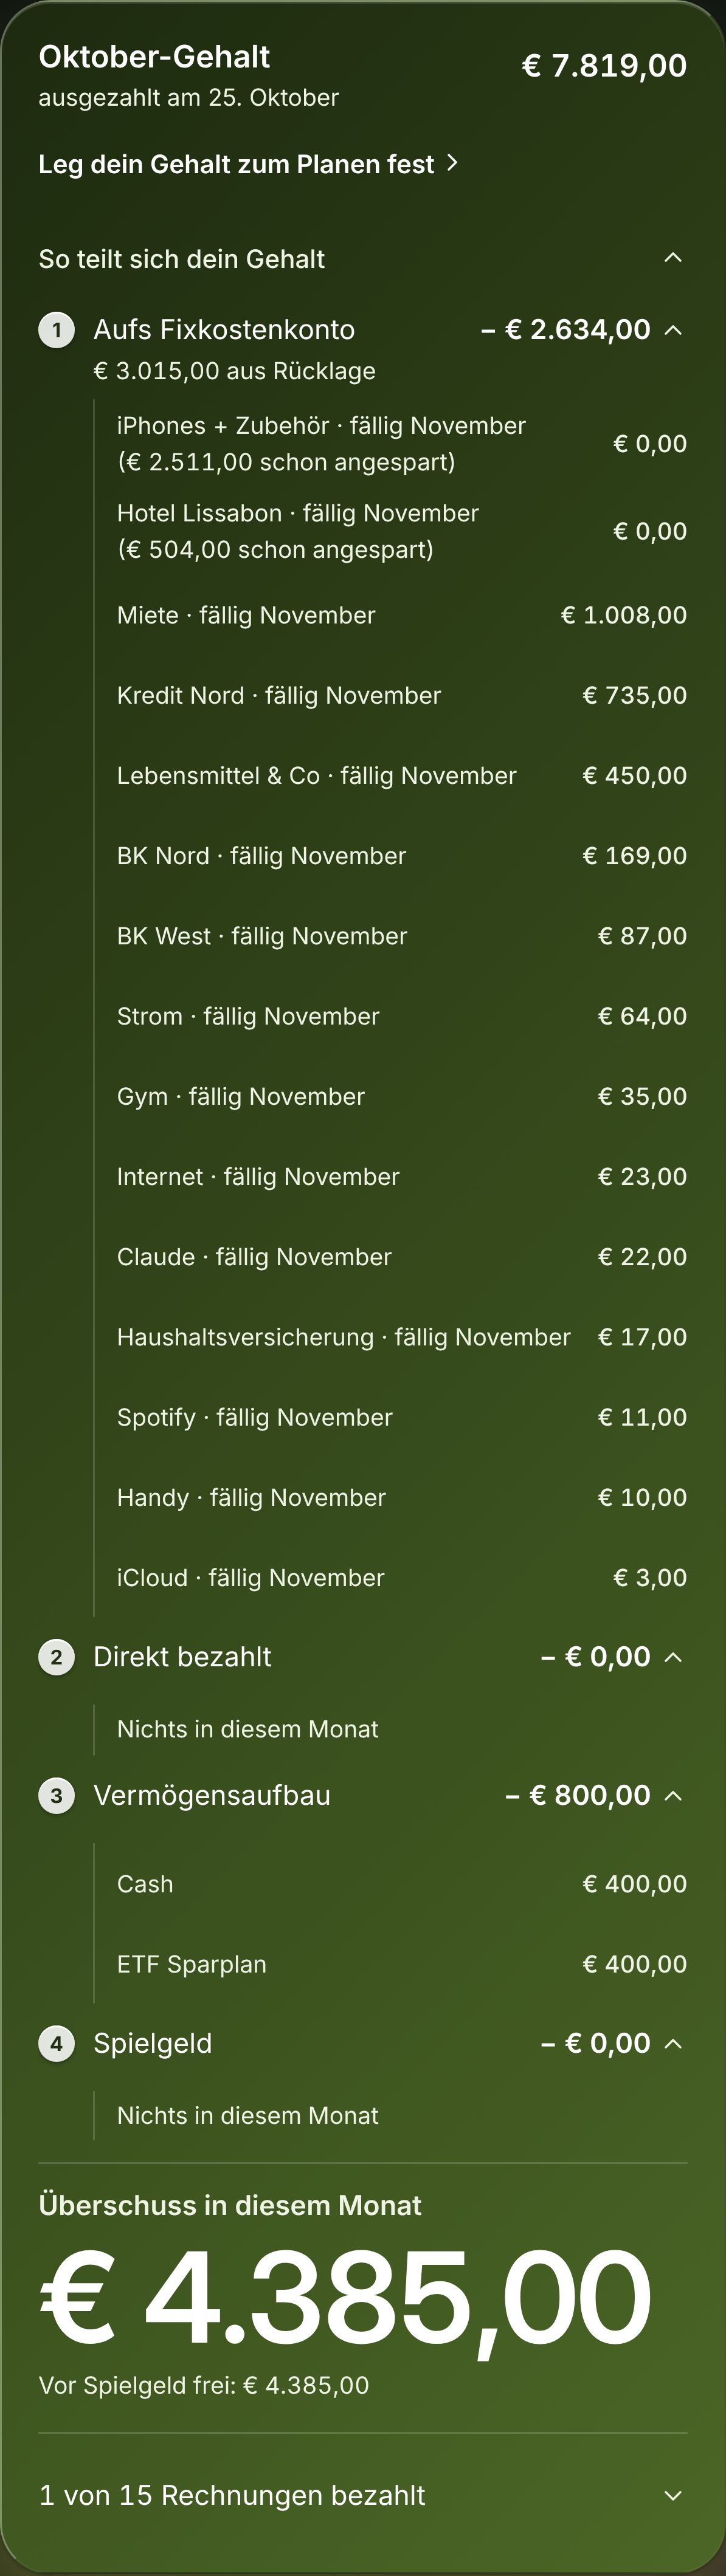 Oktober-Gehalt
€ 7.819,00
ausgezahlt am 25. Oktober
Leg dein Gehalt zum Planen fest
So teilt sich dein Gehalt
1 Aufs Fixkostenkonto – € 2.634,00
€ 3.015,00 aus Rücklage
iPhones + Zubehör · fällig November
(€ 2.511,00 schon angespart)
€ 0,00
Hotel Lissabon · fällig November
(€ 504,00 schon angespart)
€ 0,00
Miete · fällig November € 1.008,00
Kredit Nord · fällig November € 735,00
Lebensmittel & Co · fällig November € 450,00
BK Nord · fällig November € 169,00
BK West · fällig November € 87,00
Strom · fällig November € 64,00
Gym · fällig November € 35,00
Internet · fällig November € 23,00
Claude · fällig November € 22,00
Haushaltsversicherung · fällig November € 17,00
Spotify · fällig November € 11,00
Handy · fällig November € 10,00
iCloud · fällig November € 3,00
2 Direkt bezahlt – € 0,00
Nichts in diesem Monat
3 Vermögensaufbau – € 800,00
Cash € 400,00
ETF Sparplan € 400,00
4 Spielgeld – € 0,00
Nichts in diesem Monat
Überschuss in diesem Monat
€ 4.385,00
Vor Spielgeld frei: € 4.385,00
1 von 15 Rechnungen bezahlt